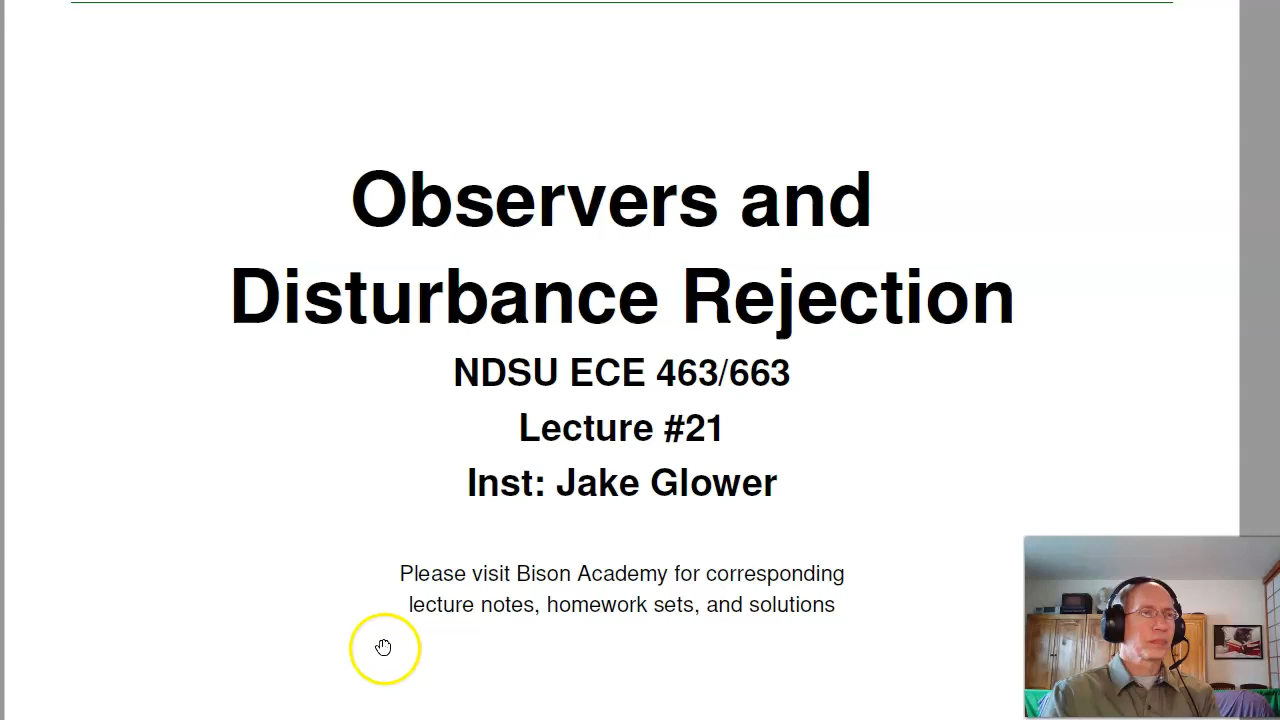 Observers and
Disturbance Rejection
NDSU ECE 463/663
Lecture #21
Inst: Jake Glower
Please visit Bison Academy for corresponding
lecture notes, homework sets, and solutions